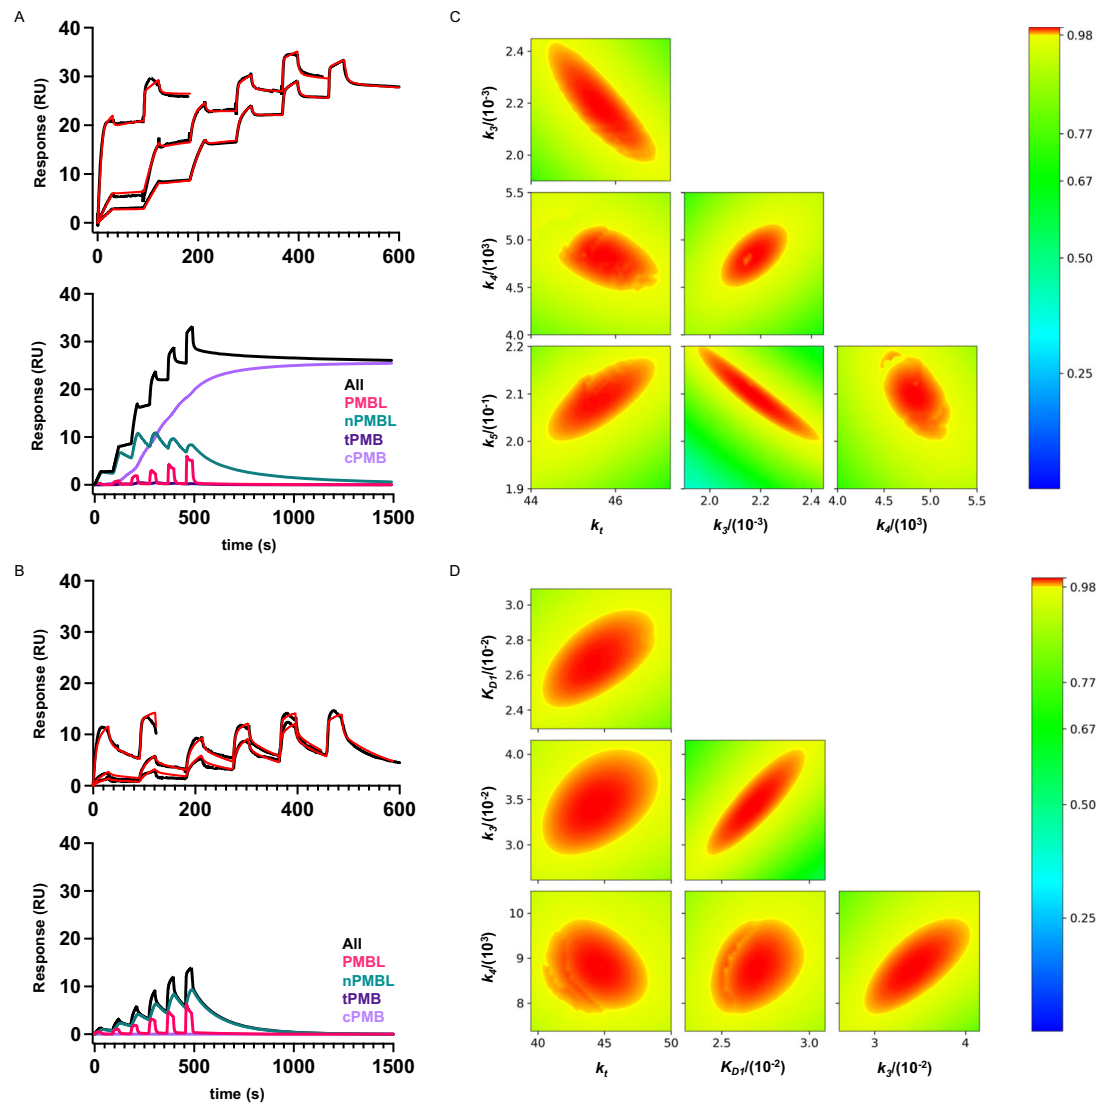 A
40
30
20
10
0
Response (RU)
0
200
400
600
40
30
20
10
0
Response (RU)
All
PMBL
nPMBL
tPMB
cPMB
0
500
1000
1500
time (s)
B
40
30
20
10
0
Response (RU)
0
200
400
600
40
30
20
10
0
Response (RU)
All
PMBL
nPMBL
tPMB
cPMB
0
500
1000
1500
time (s)
C
2.4
2.2
2.0
k3/(10-3)
5.5
5.0
4.5
4.0
k4/(103)
2.2
2.1
2.0
1.9
k5/(10-1)
44
46
2.0
2.2
2.4
4.0
4.5
5.0
5.5
kt
k3/(10-3)
k4/(103)
0.98
0.77
0.67
0.50
0.25
D
3.0
2.8
2.6
2.4
KD1/(10-2)
4.0
3.5
3.0
k3/(10-2)
10
9
8
k4/(103)
40
45
50
2.5
3.0
3
4
kt
KD1/(10-2)
k3/(10-2)
0.98
0.77
0.67
0.50
0.25